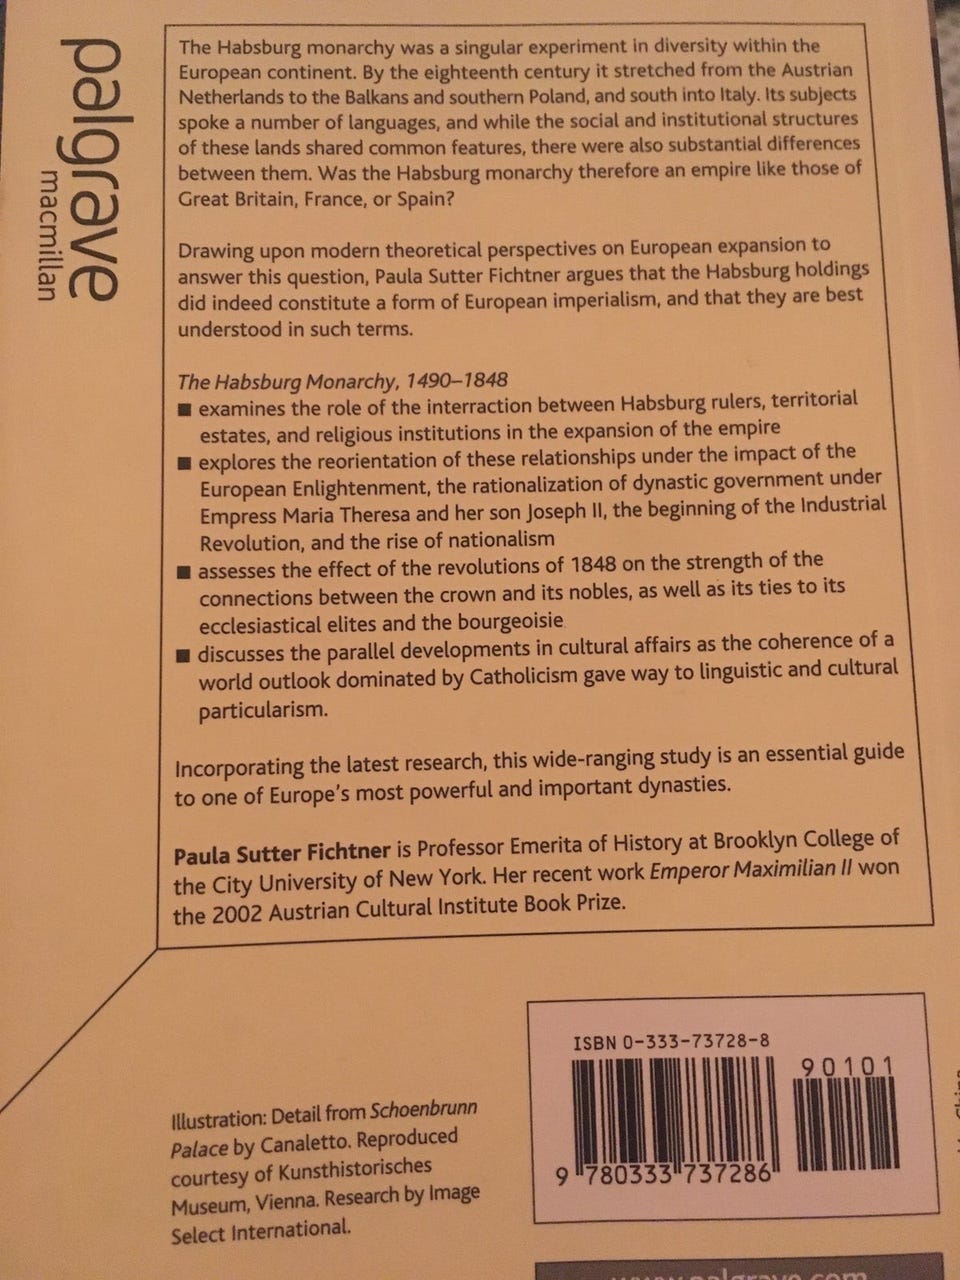 palgrave
macmillan
The Habsburg monarchy was a singular experiment in diversity within the
European continent. By the eighteenth century it stretched from the Austrian
Netherlands to the Balkans and southern Poland, and south into Italy. Its subjects
spoke a number of languages, and while the social and institutional structures
of these lands shared common features, there were also substantial differences
between them. Was the Habsburg monarchy therefore an empire like those of
Great Britain, France, or Spain?
Drawing upon modern theoretical perspectives on European expansion to
answer this question, Paula Sutter Fichtner argues that the Habsburg holdings
did indeed constitute a form of European imperialism, and that they are best
understood in such terms.
The Habsburg Monarchy, 1490–1848
■ examines the role of the interraction between Habsburg rulers, territorial
estates, and religious institutions in the expansion of the empire
■ explores the reorientation of these relationships under the impact of the
European Enlightenment, the rationalization of dynastic government under
Empress Maria Theresa and her son Joseph II, the beginning of the Industrial
Revolution, and the rise of nationalism
■ assesses the effect of the revolutions of 1848 on the strength of the
connections between the crown and its nobles, as well as its ties to its
ecclesiastical elites and the bourgeoisie
■ discusses the parallel developments in cultural affairs as the coherence of a
world outlook dominated by Catholicism gave way to linguistic and cultural
particularism.
Incorporating the latest research, this wide-ranging study is an essential guide
to one of Europe's most powerful and important dynasties.
Paula Sutter Fichtner is Professor Emerita of History at Brooklyn College of
the City University of New York. Her recent work Emperor Maximilian II won
the 2002 Austrian Cultural Institute Book Prize.
Illustration: Detail from Schoenbrunn
Palace by Canaletto. Reproduced
courtesy of Kunsthistorisches
Museum, Vienna. Research by Image
Select International.
ISBN 0-333-73728-8
90101
9 780333 737286
www.palgrave.com